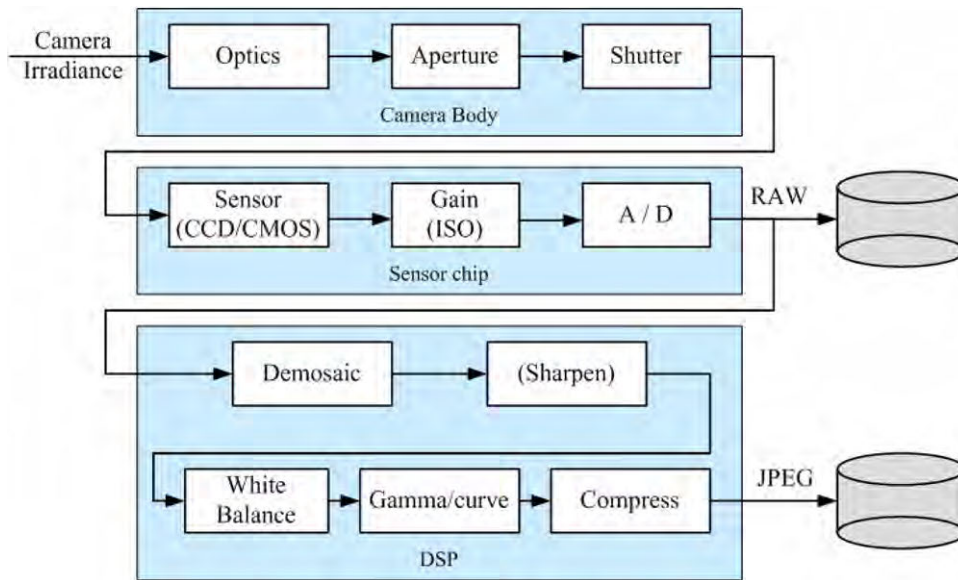 Camera
Irradiance
Optics
Aperture
Shutter
Camera Body
Sensor
(CCD/CMOS)
Gain
(ISO)
A / D
RAW
Sensor chip
Demosaic
(Sharpen)
White
Balance
Gamma/curve
Compress
JPEG
DSP